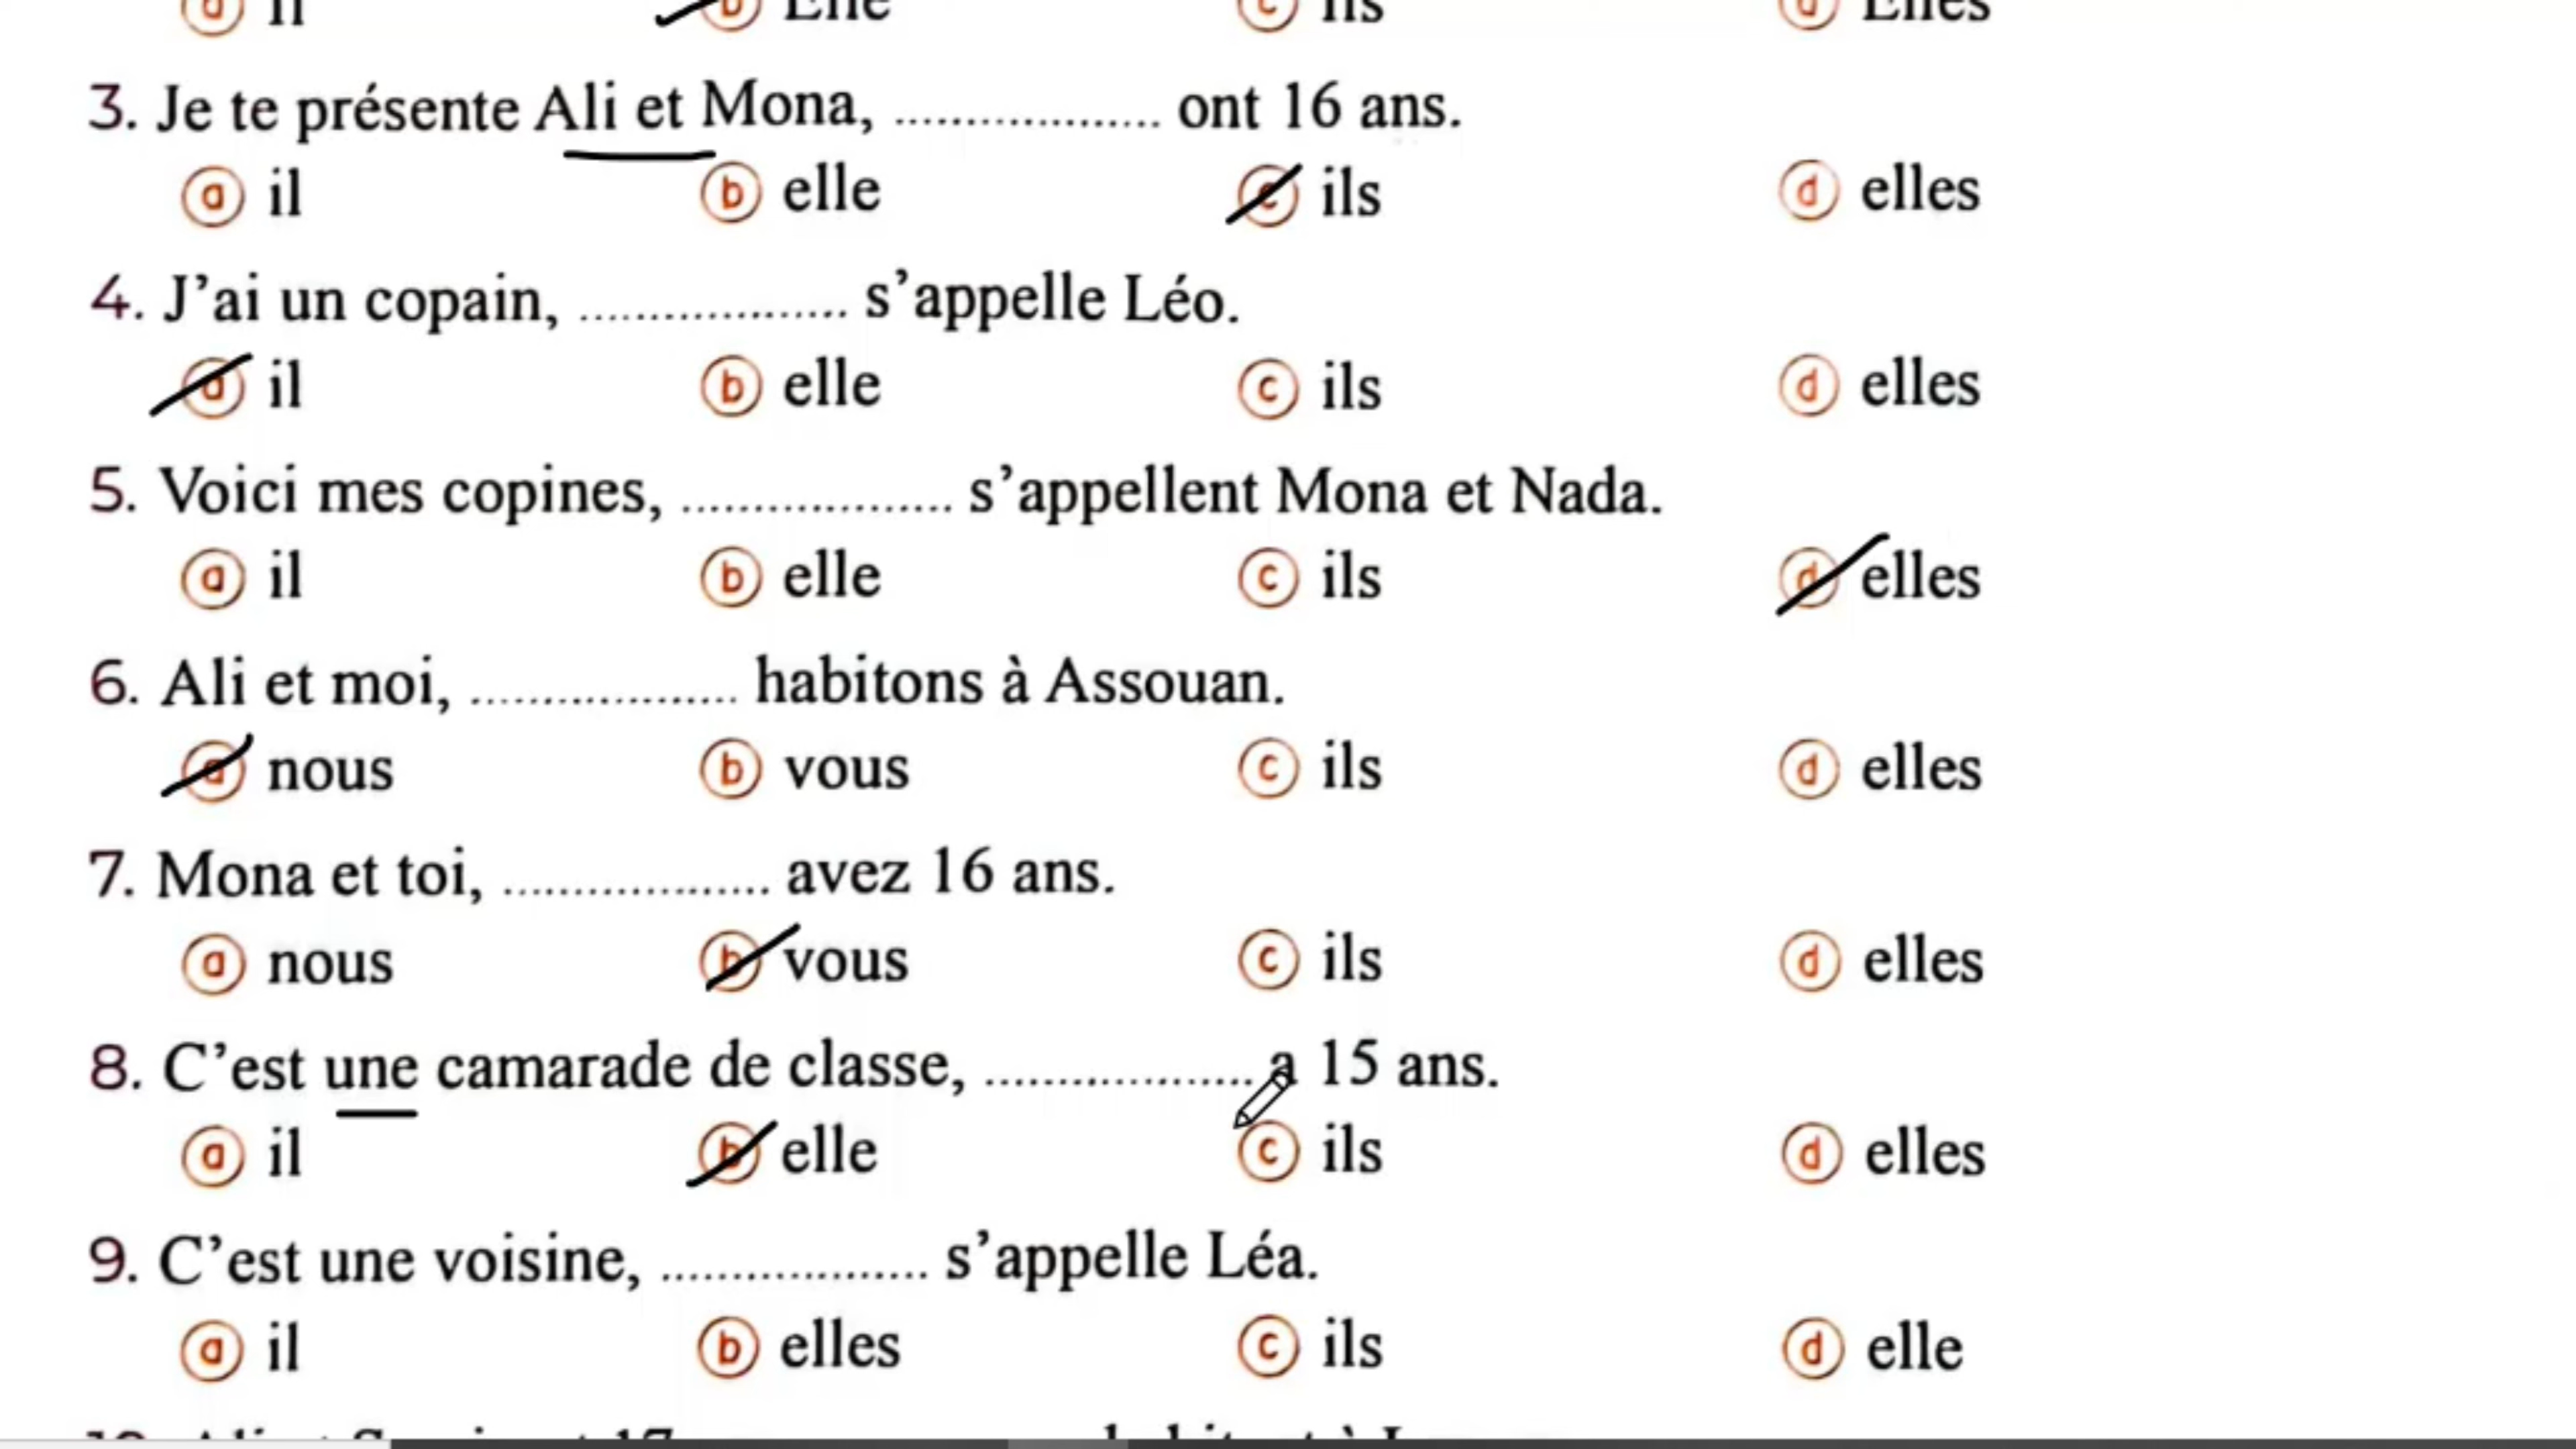 a il b Elle c ils d Elles
3. Je te présente Ali et Mona, ................... ont 16 ans.
a il b elle c ils d elles
4. J’ai un copain, ................... s’appelle Léo.
a il b elle c ils d elles
5. Voici mes copines, ................... s’appellent Mona et Nada.
a il b elle c ils d elles
6. Ali et moi, ................... habitons à Assouan.
a nous b vous c ils d elles
7. Mona et toi, ................... avez 16 ans.
a nous b vous c ils d elles
8. C’est une camarade de classe, ................... a 15 ans.
a il b elle c ils d elles
9. C’est une voisine, ................... s’appelle Léa.
a il b elles c ils d elle